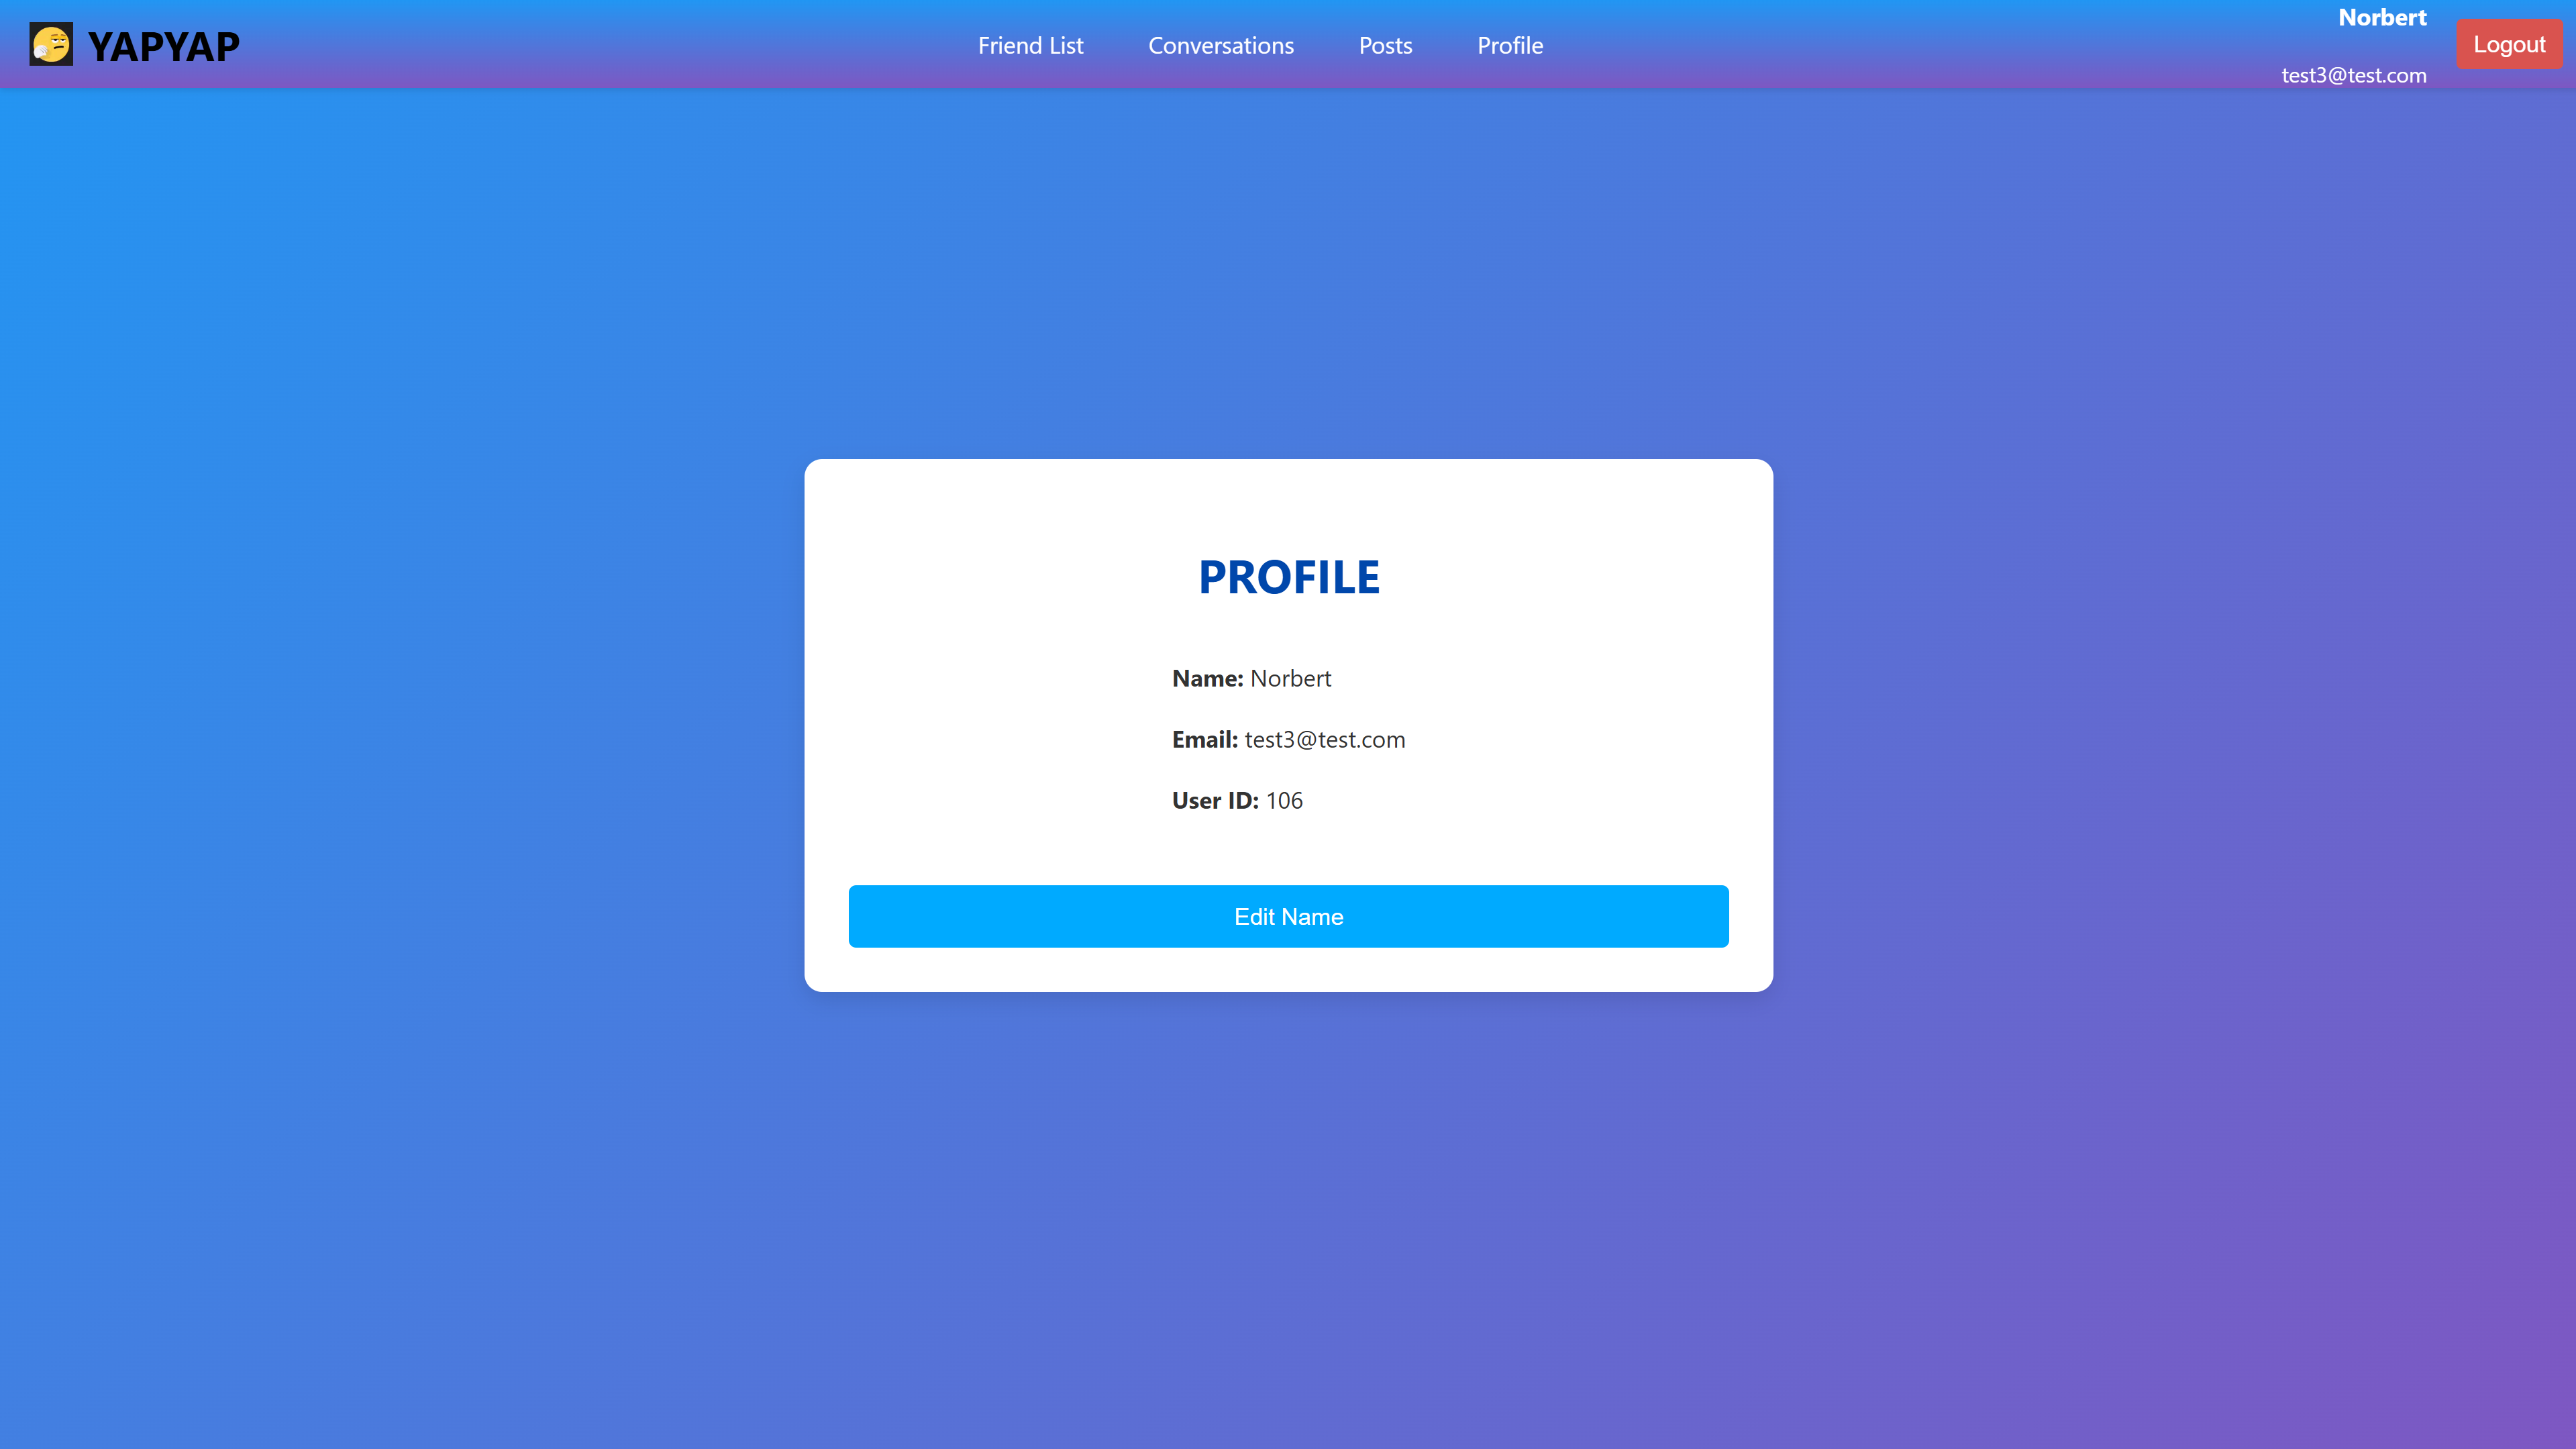 YAPYAP
Friend List
Conversations
Posts
Profile
Norbert
test3@test.com
Logout
PROFILE
Name: Norbert
Email: test3@test.com
User ID: 106
Edit Name